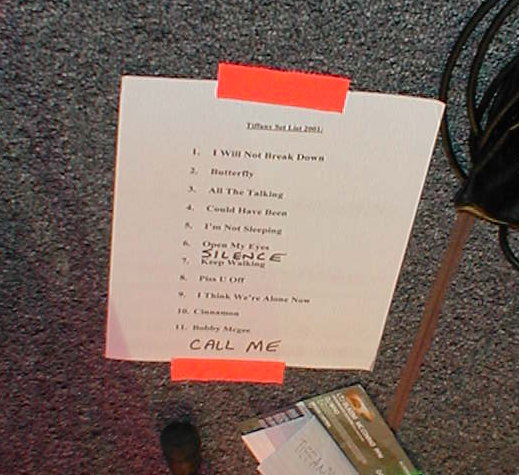 Tiffany Set List 2001:
1. I Will Not Break Down
2. Butterfly
3. All The Talking
4. Could Have Been
5. I'm Not Sleeping
6. Open My Eyes
SILENCE
7. Keep Walking
8. Piss U Off
9. I Think We're Alone Now
10. Cinnamon
11. Bobby Mcgee
CALL ME